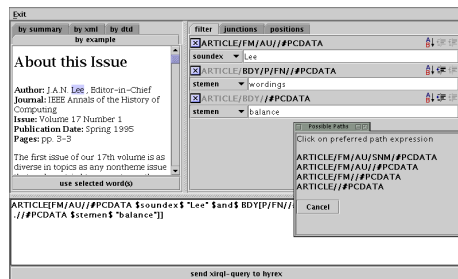 Exit
by summary by xml by dtd
by example
About this Issue
Author: J.A.N. Lee , Editor-in-Chief
Journal: IEEE Annals of the History of
Computing
Issue: Volume 17 Number 1
Publication Date: Spring 1995
Pages: pp. 3-3
The first issue of our 17th volume is as
diverse in topics as any nontheme issue
use selected word(s)
filter junctions positions
ARTICLE/FM/AU//#PCDATA
soundex Lee
ARTICLE/BDY/P/FN//#PCDATA
stemen wordings
ARTICLE/BDY//#PCDATA
stemen balance
Possible Paths
Click on preferred path expression
ARTICLE/FM/AU/SNM/#PCDATA
ARTICLE/FM/AU//#PCDATA
ARTICLE/FM//#PCDATA
ARTICLE//#PCDATA
Cancel
ARTICLE[FM/AU//#PCDATA $soundex$ "Lee" $and$ BDY[P/FN//
.//#PCDATA $stemen$ "balance"]]
send xirql-query to hyrex